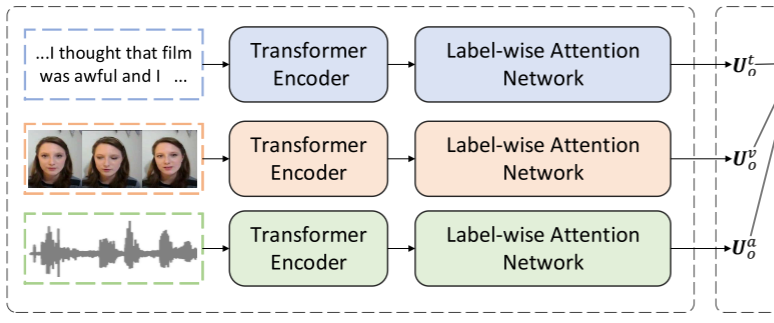 ...I thought that film
was awful and I ...
Transformer
Encoder
Label-wise Attention
Network
U_o^t
Transformer
Encoder
Label-wise Attention
Network
U_o^v
Transformer
Encoder
Label-wise Attention
Network
U_o^a